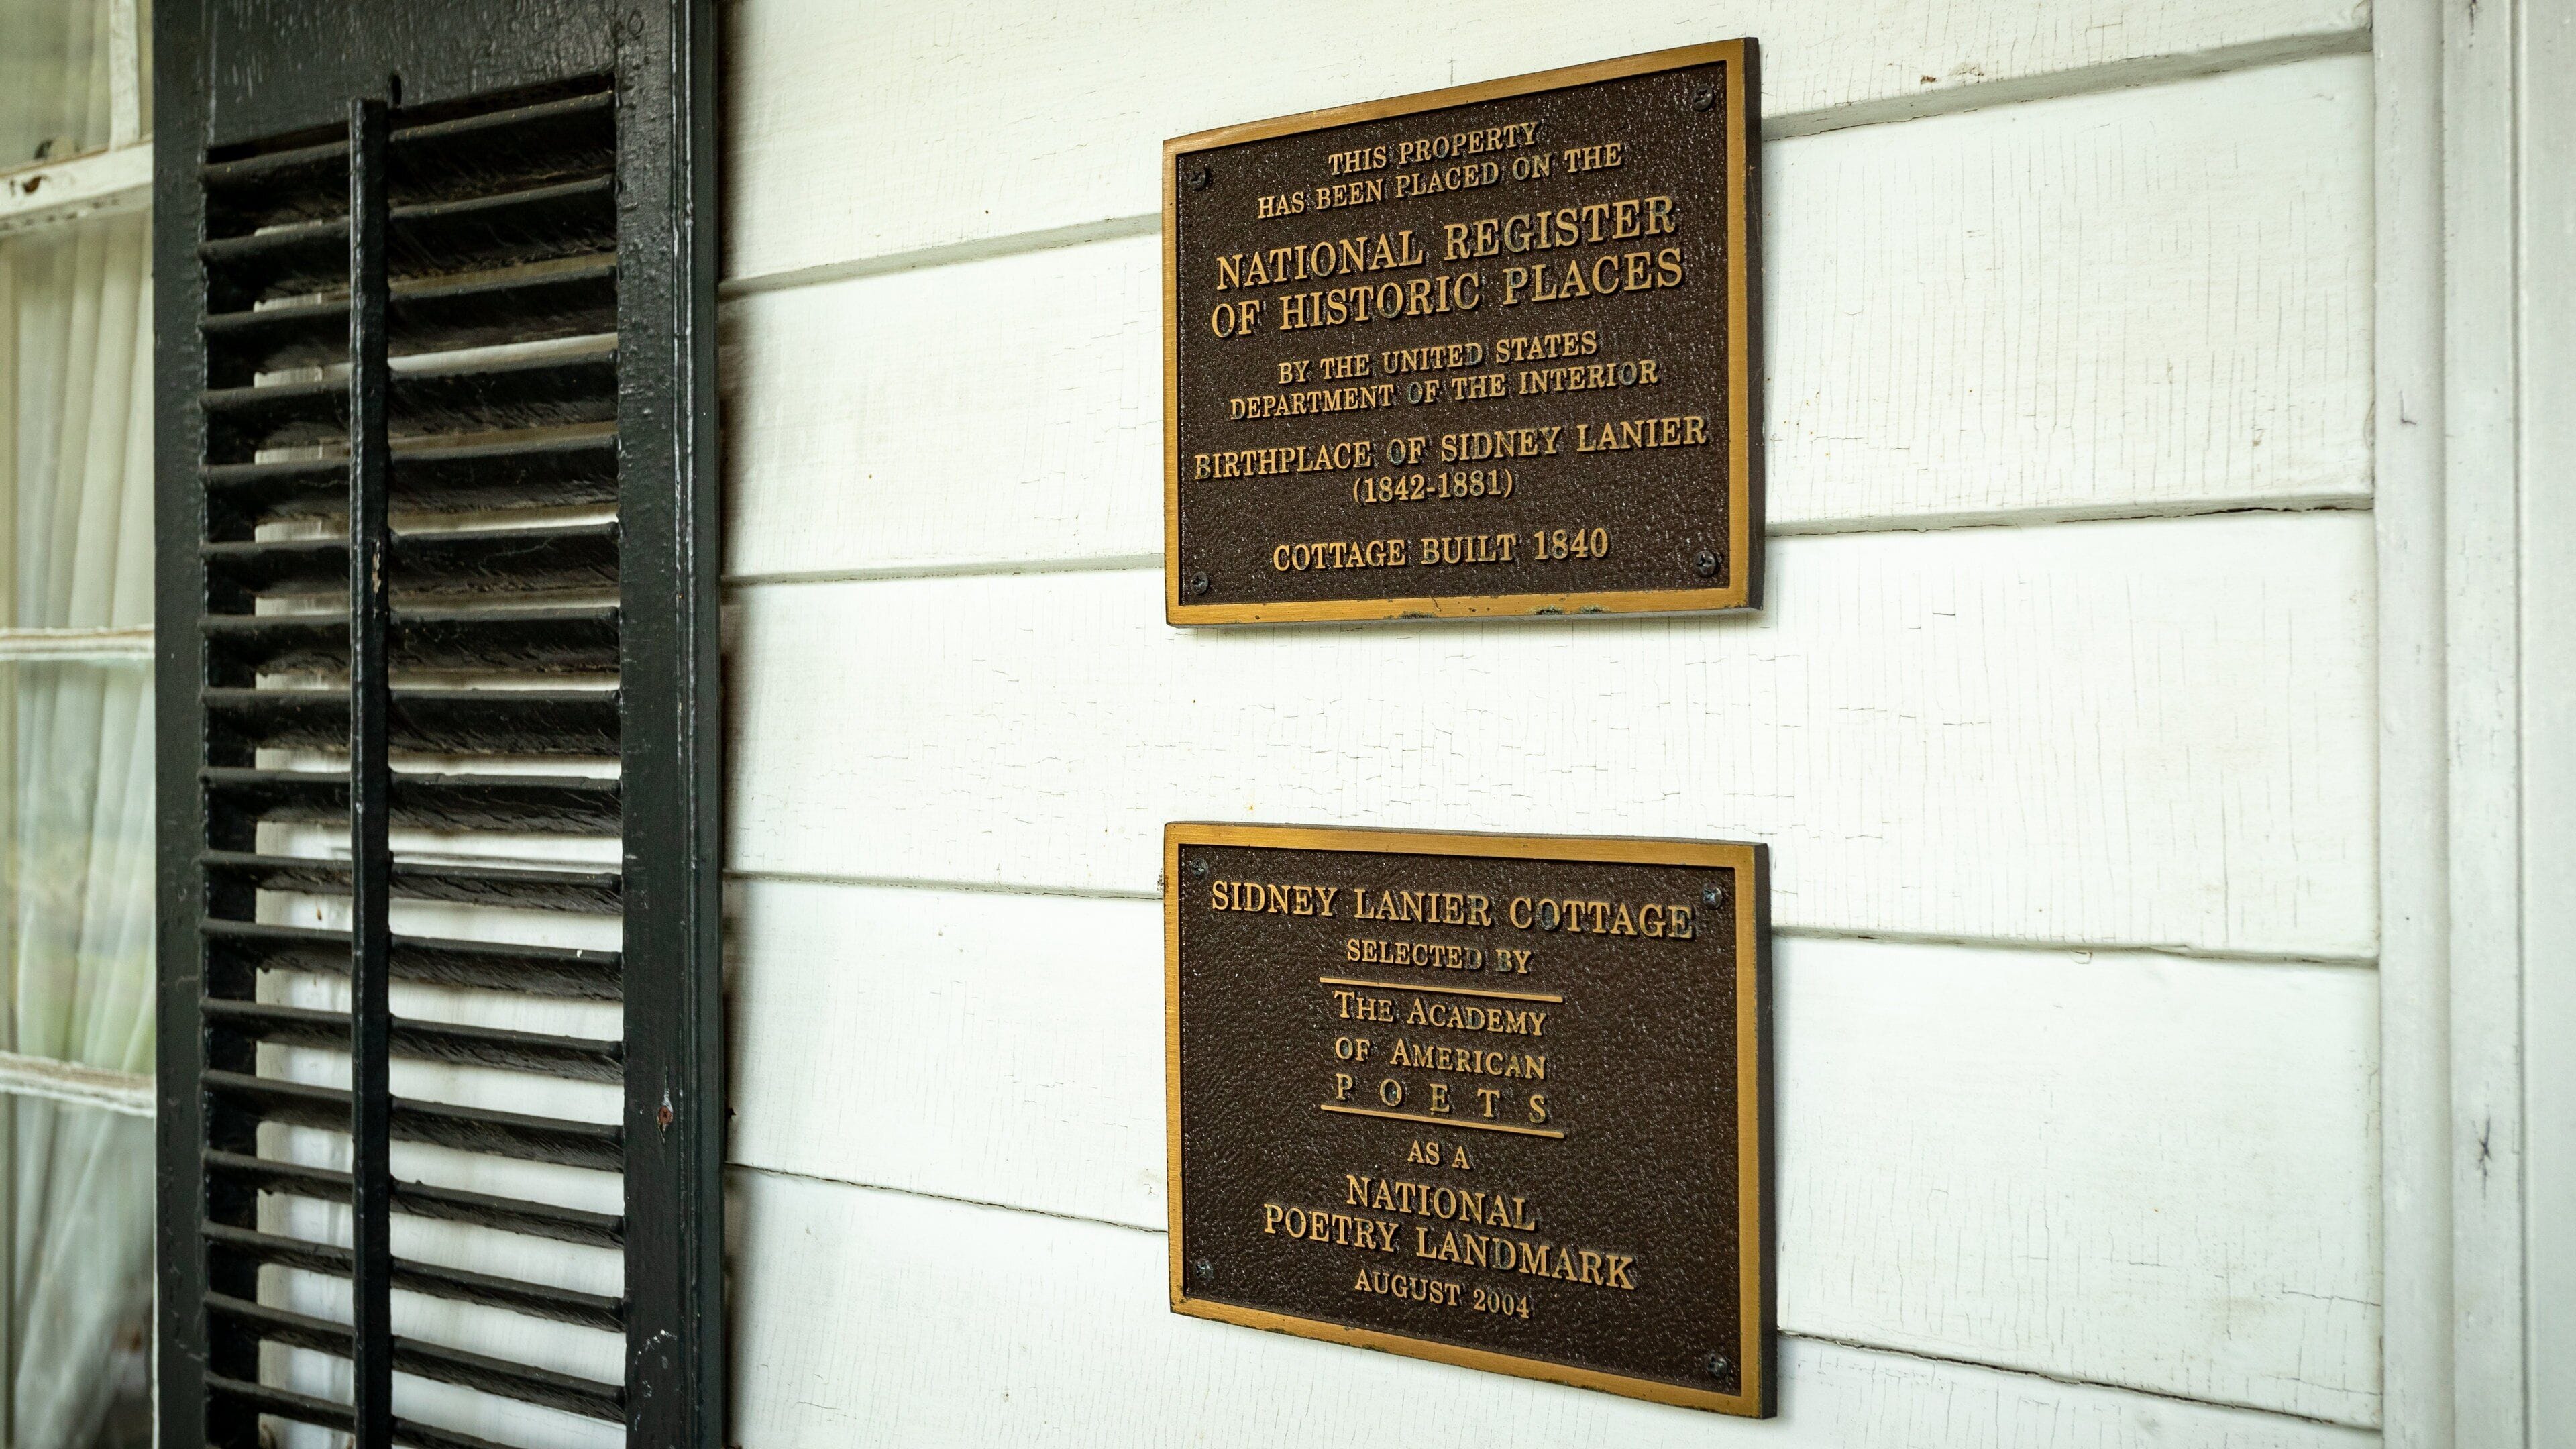 THIS PROPERTY
HAS BEEN PLACED ON THE
NATIONAL REGISTER
OF HISTORIC PLACES
BY THE UNITED STATES
DEPARTMENT OF THE INTERIOR
BIRTHPLACE OF SIDNEY LANIER
(1842-1881)
COTTAGE BUILT 1840
SIDNEY LANIER COTTAGE
SELECTED BY
THE ACADEMY
OF AMERICAN
POETS
AS A
NATIONAL
POETRY LANDMARK
AUGUST 2004